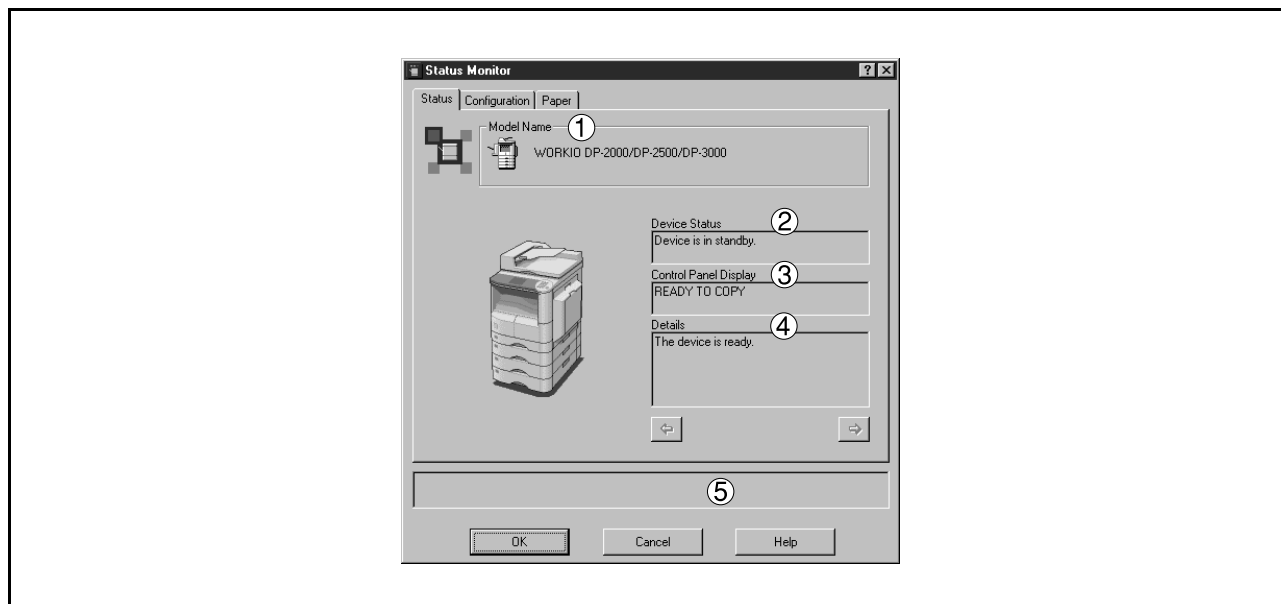 Status Monitor
Status Configuration Paper
Model Name ①
WORKIO DP-2000/DP-2500/DP-3000
Device Status ②
Device is in standby.
Control Panel Display ③
READY TO COPY
Details ④
The device is ready.
⑤
OK Cancel Help